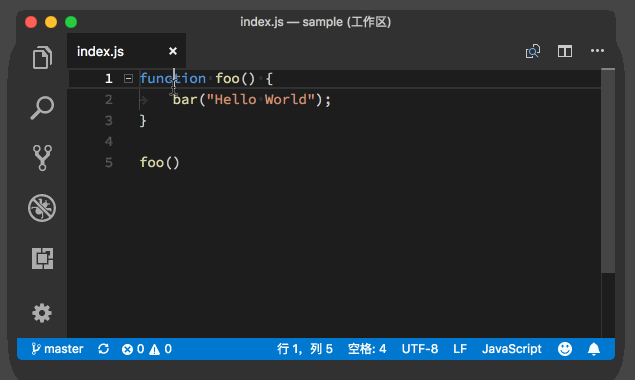 index.js — sample (工作区)
index.js
1 function foo() {
2 bar("Hello World");
3 }
4
5 foo()
master 0 0 行 1，列 5 空格: 4 UTF-8 LF JavaScript